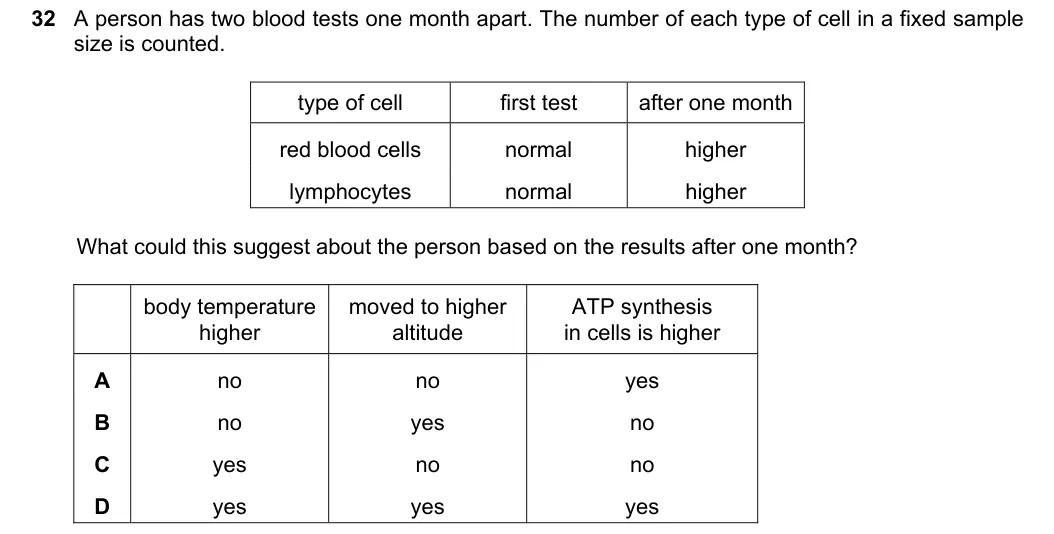 32 A person has two blood tests one month apart. The number of each type of cell in a fixed sample
size is counted.
type of cell first test after one month
red blood cells normal higher
lymphocytes normal higher
What could this suggest about the person based on the results after one month?
body temperature moved to higher ATP synthesis
higher altitude in cells is higher
A no no yes
B no yes no
C yes no no
D yes yes yes